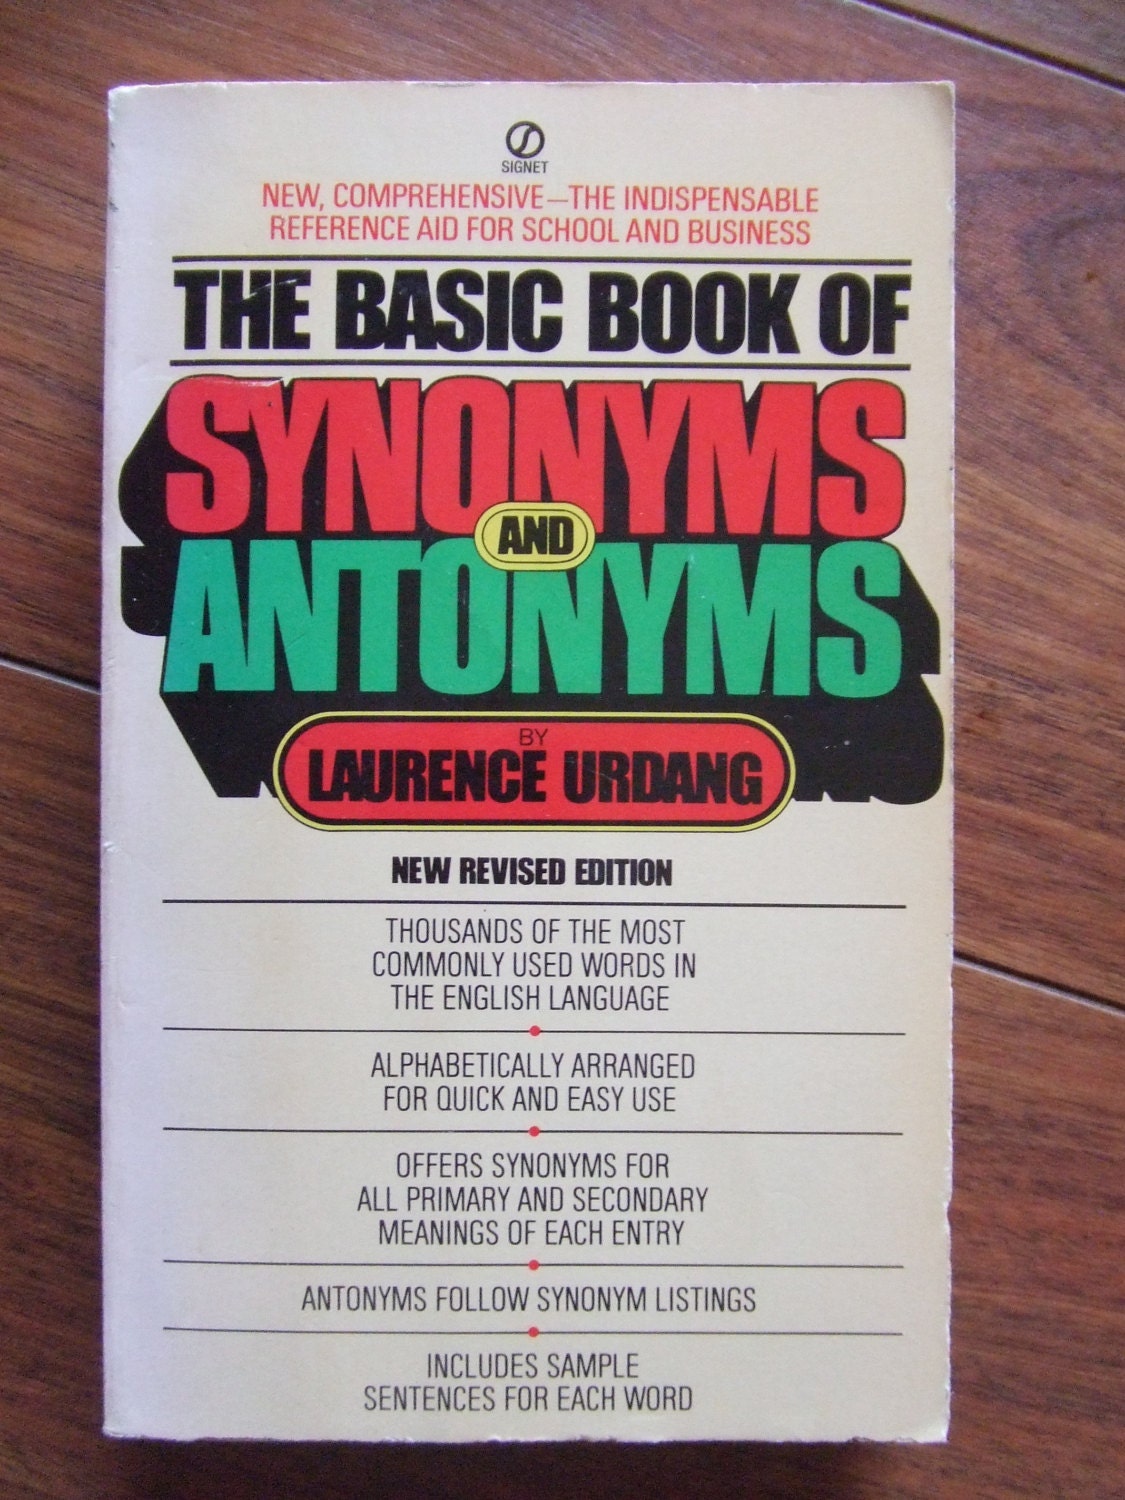 SIGNET
NEW, COMPREHENSIVE—THE INDISPENSABLE
REFERENCE AID FOR SCHOOL AND BUSINESS
THE BASIC BOOK OF
SYNONYMS
AND
ANTONYMS
BY
LAURENCE URDANG
NEW REVISED EDITION
THOUSANDS OF THE MOST
COMMONLY USED WORDS IN
THE ENGLISH LANGUAGE
ALPHABETICALLY ARRANGED
FOR QUICK AND EASY USE
OFFERS SYNONYMS FOR
ALL PRIMARY AND SECONDARY
MEANINGS OF EACH ENTRY
ANTONYMS FOLLOW SYNONYM LISTINGS
INCLUDES SAMPLE
SENTENCES FOR EACH WORD